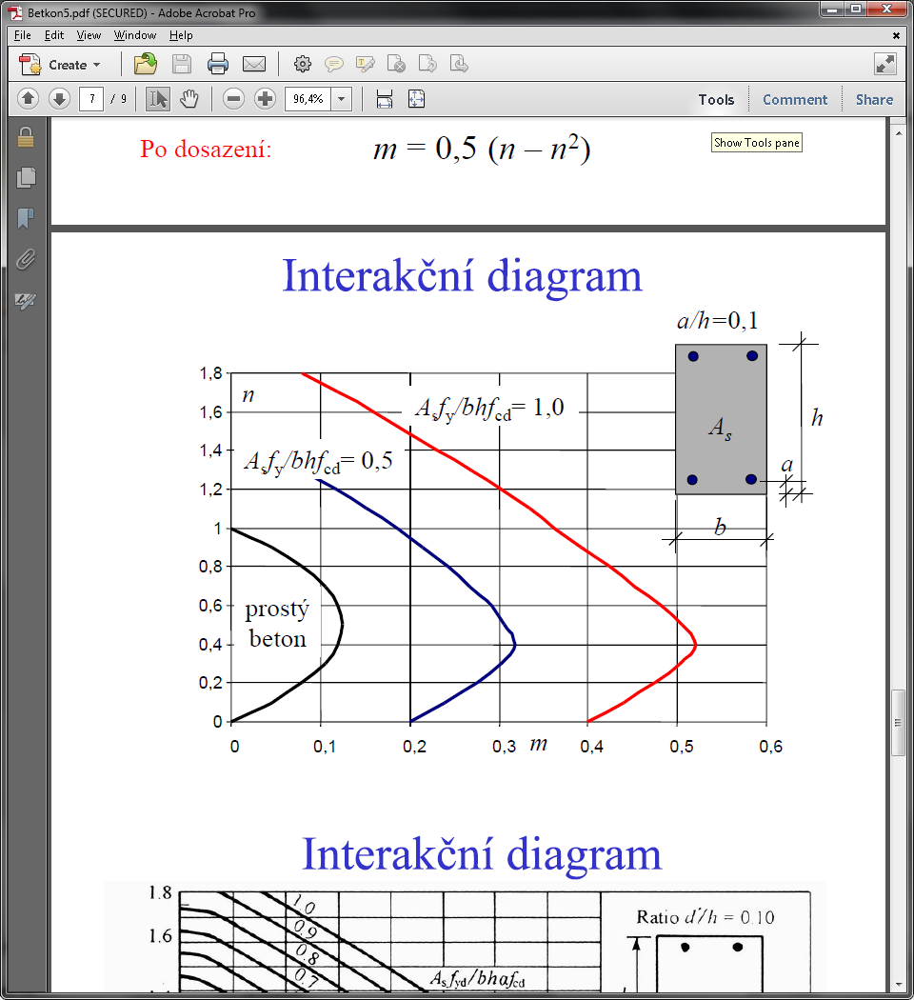 Betkon5.pdf (SECURED) - Adobe Acrobat Pro
File Edit View Window Help
Create
7 / 9 96,4% Tools Comment Share
Show Tools pane
Po dosazení: m = 0,5 (n – n²)
Interakční diagram
a/h=0,1
1,8
n
Asfy/bhfcd= 1,0
1,6
h
As
1,4
Asfy/bhfcd= 0,5
a
1,2
1
b
0,8
0,6
prostý
beton
0,4
0,2
0
0 0,1 0,2 0,3 m 0,4 0,5 0,6
Interakční diagram
1.8
1.0
Ratio d'/h = 0.10
0.9
1.6
0.8
0.7
Asfyd/bhαfcd